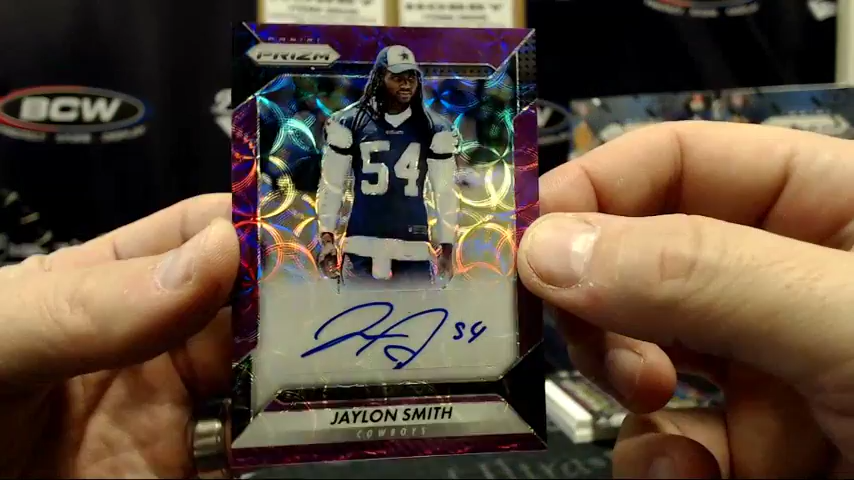 PANINI
PRIZM
BCW
54
54
JAYLON SMITH
COWBOYS